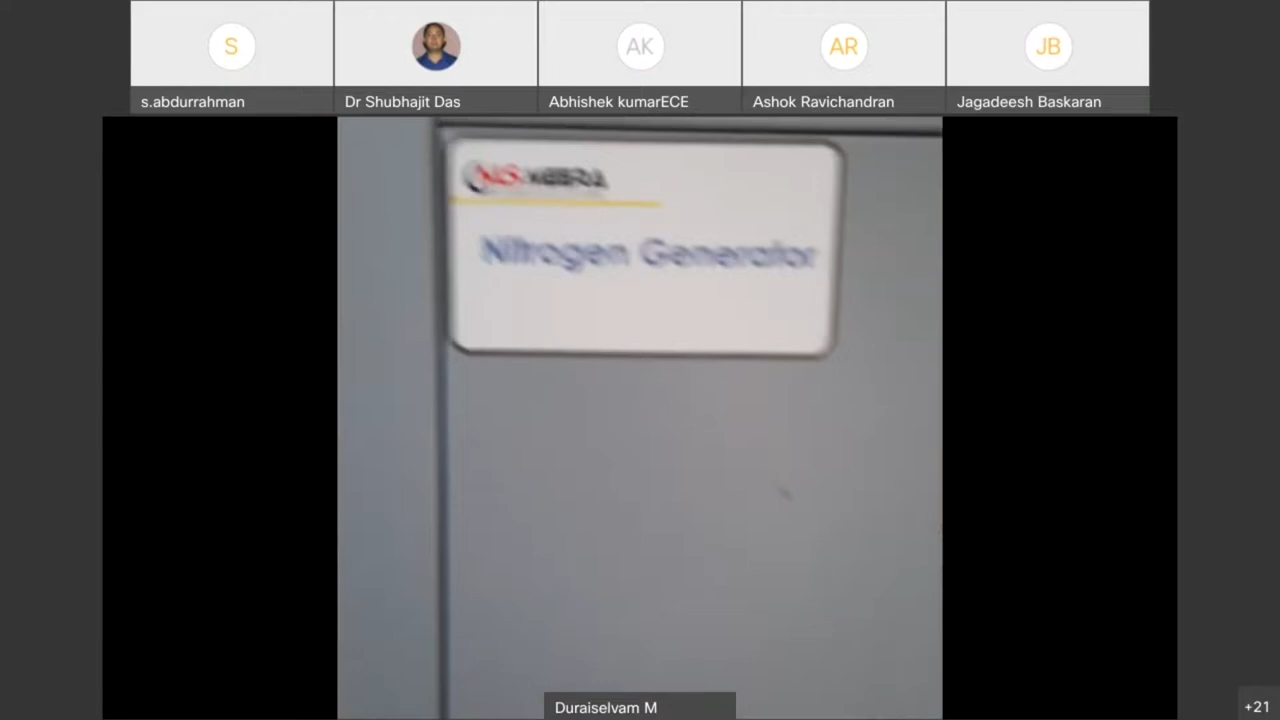 S
s.abdurrahman
Dr Shubhajit Das
AK
Abhishek kumarECE
AR
Ashok Ravichandran
JB
Jagadeesh Baskaran
Nitrogen Generator
Duraiselvam M
+21